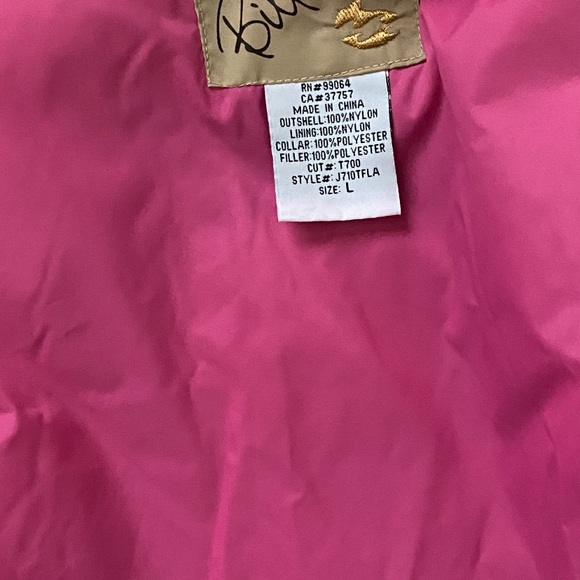 RN#99064
CA#37757
MADE IN CHINA
OUTSHELL:100%NYLON
LINING:100%NYLON
COLLAR:100%POLYESTER
FILLER:100%POLYESTER
CUT#:T700
STYLE#:J710TFLA
SIZE: L